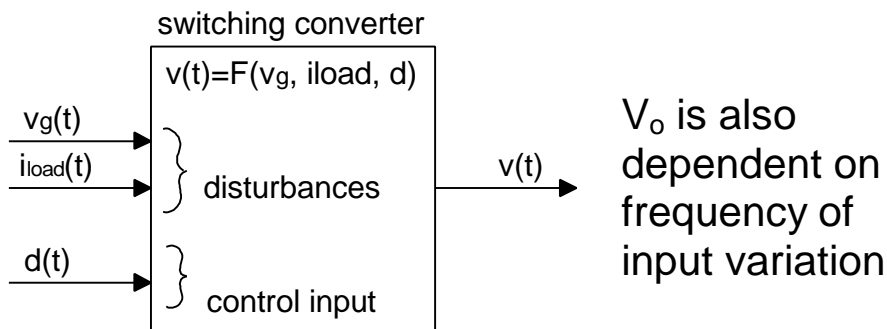 switching converter
v(t)=F(vg, iload, d)
vg(t)
iload(t)
disturbances
v(t)
d(t)
control input
Vo is also
dependent on
frequency of
input variation